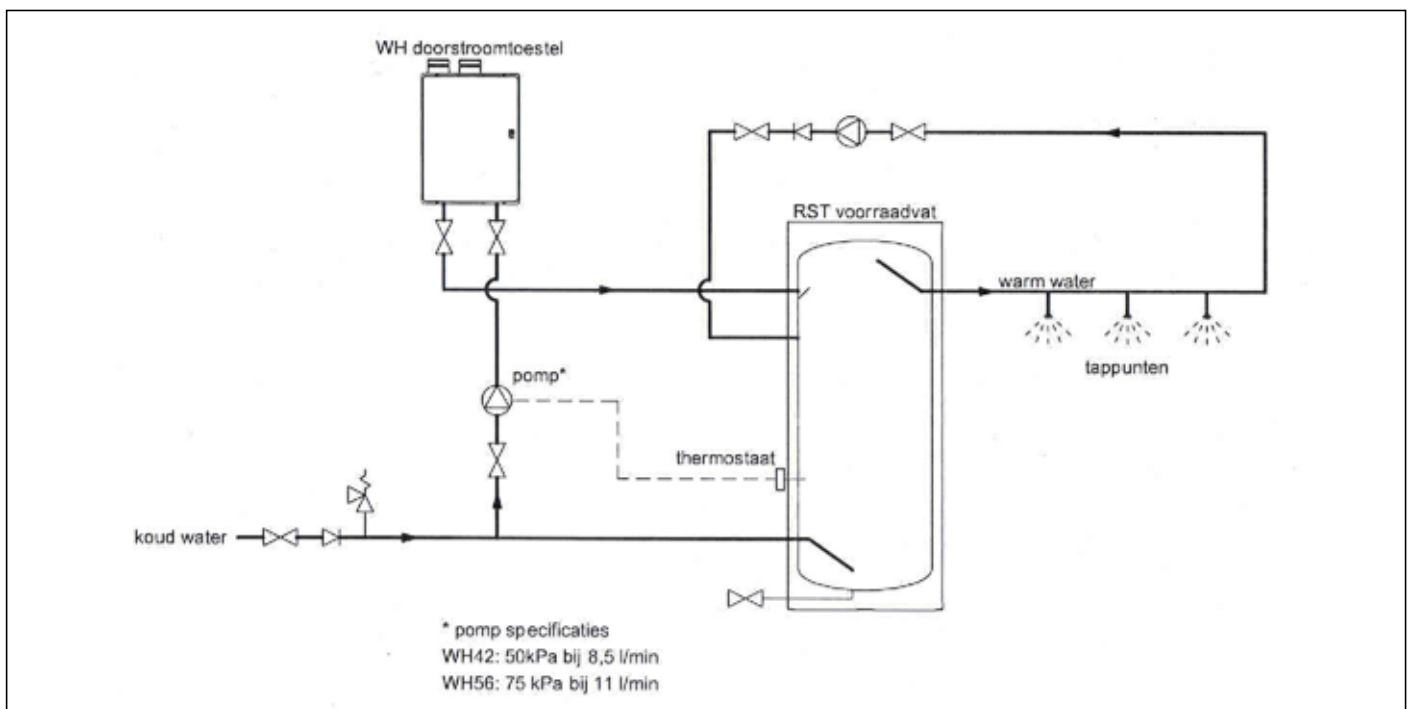 WH doorstroomtoestel
RST voorraadvat
warm water
tappunten
pomp*
thermostaat
koud water
* pomp specificaties
WH42: 50kPa bij 8,5 l/min
WH56: 75 kPa bij 11 l/min